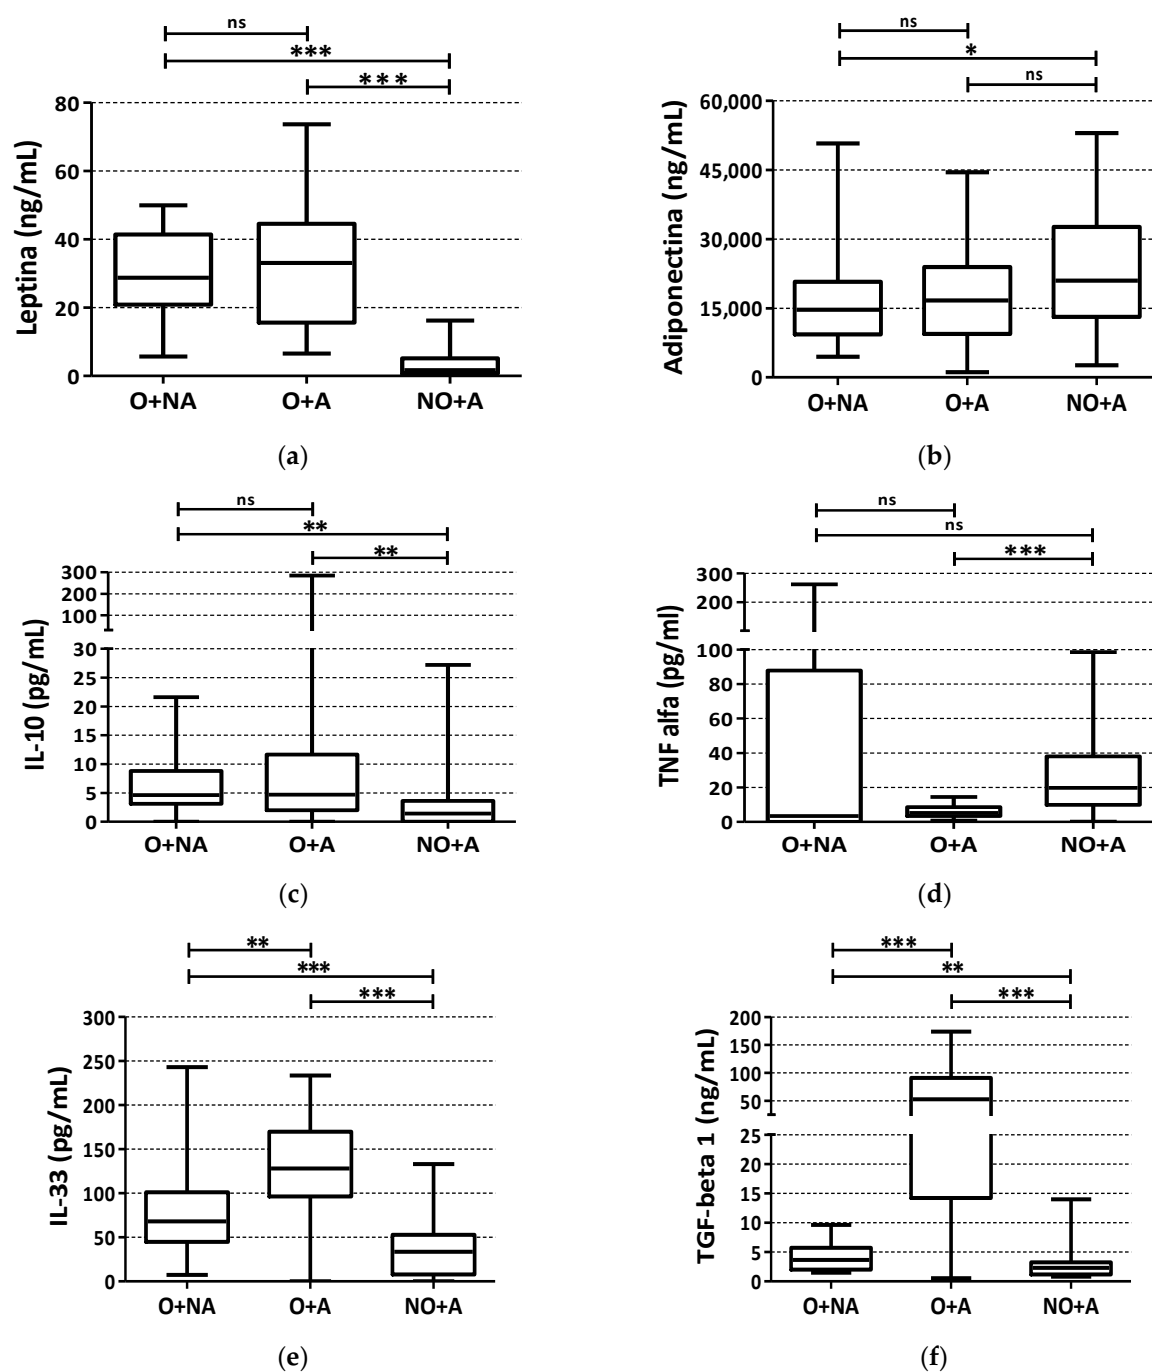 ns
***
***
Leptina (ng/mL)
80
60
40
20
0
O+NA O+A NO+A
(a)
ns
*
ns
Adiponectina (ng/mL)
60,000
45,000
30,000
15,000
0
O+NA O+A NO+A
(b)
ns
**
**
IL-10 (pg/mL)
300
200
100
30
25
20
15
10
5
0
O+NA O+A NO+A
(c)
ns
ns
***
TNF alfa (pg/ml)
300
200
100
80
60
40
20
0
O+NA O+A NO+A
(d)
**
***
***
IL-33 (pg/mL)
300
250
200
150
100
50
0
O+NA O+A NO+A
(e)
***
**
***
TGF-beta 1 (ng/mL)
200
150
100
50
25
20
15
10
5
0
O+NA O+A NO+A
(f)